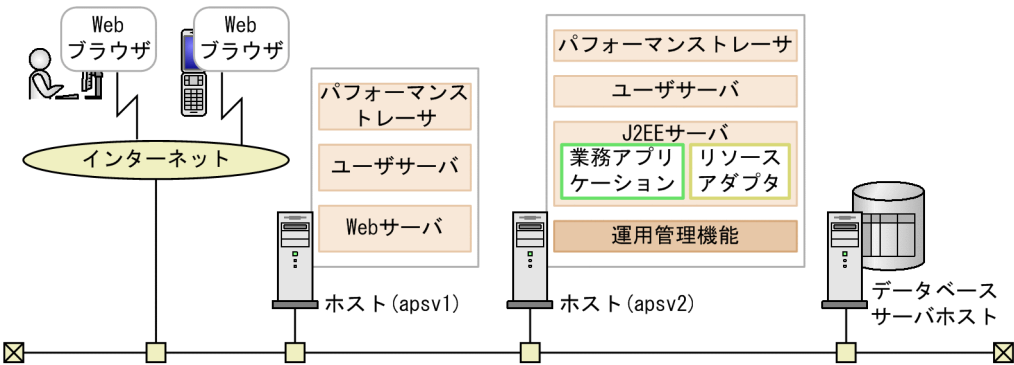 Web
ブラウザ
Web
ブラウザ
インターネット
パフォーマンス
トレーサ
ユーザサーバ
Webサーバ
ホスト(apsv1)
パフォーマンストレーサ
ユーザサーバ
J2EEサーバ
業務アプリ
ケーション
リソース
アダプタ
運用管理機能
ホスト(apsv2)
データベース
サーバホスト